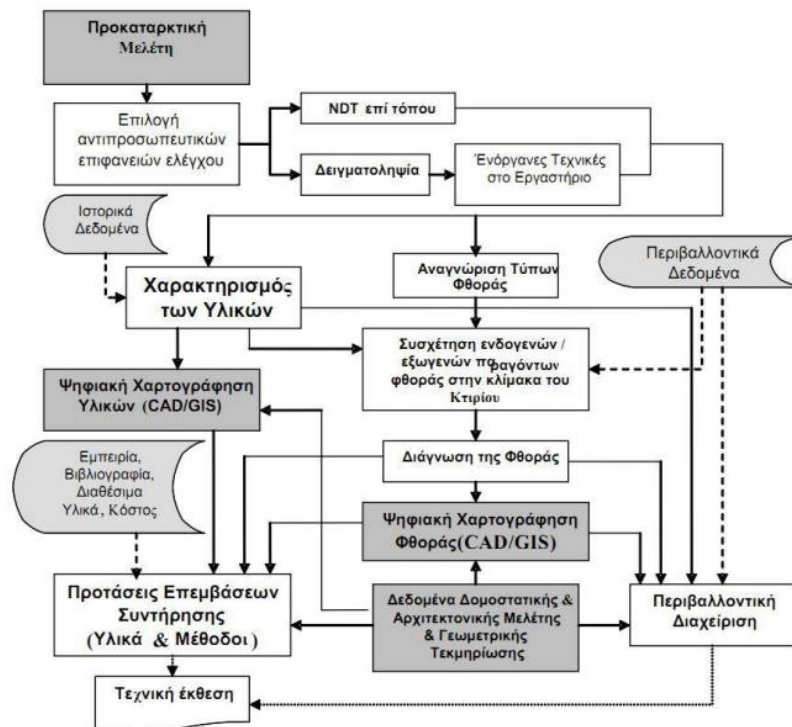 Προκαταρκτική
Μελέτη
Επιλογή
αντιπροσωπευτικών
επιφανειών ελέγχου
NDT επί τόπου
Δειγματοληψία
Ένόργανες Τεχνικές
στο Εργαστήριο
Ιστορικά
Δεδομένα
Χαρακτηρισμός
των Υλικών
Αναγνώριση Τύπων
Φθοράς
Περιβαλλοντικά
Δεδομένα
Συσχέτιση ενδογενών /
εξωγενών παραγόντων
φθοράς στην κλίμακα του
Κτιρίου
Ψηφιακή Χαρτογράφηση
Υλικών (CAD/GIS)
Εμπειρία,
Βιβλιογραφία,
Διαθέσιμα
Υλικά, Κόστος
Διάγνωση της Φθοράς
Ψηφιακή Χαρτογράφηση
Φθοράς(CAD/GIS)
Προτάσεις Επεμβάσεων
Συντήρησης
(Υλικά & Μέθοδοι)
Δεδομένα Δομοστατικής &
Αρχιτεκτονικής Μελέτης
& Γεωμετρικής
Τεκμηρίωσης
Περιβαλλοντική
Διαχείριση
Τεχνική έκθεση